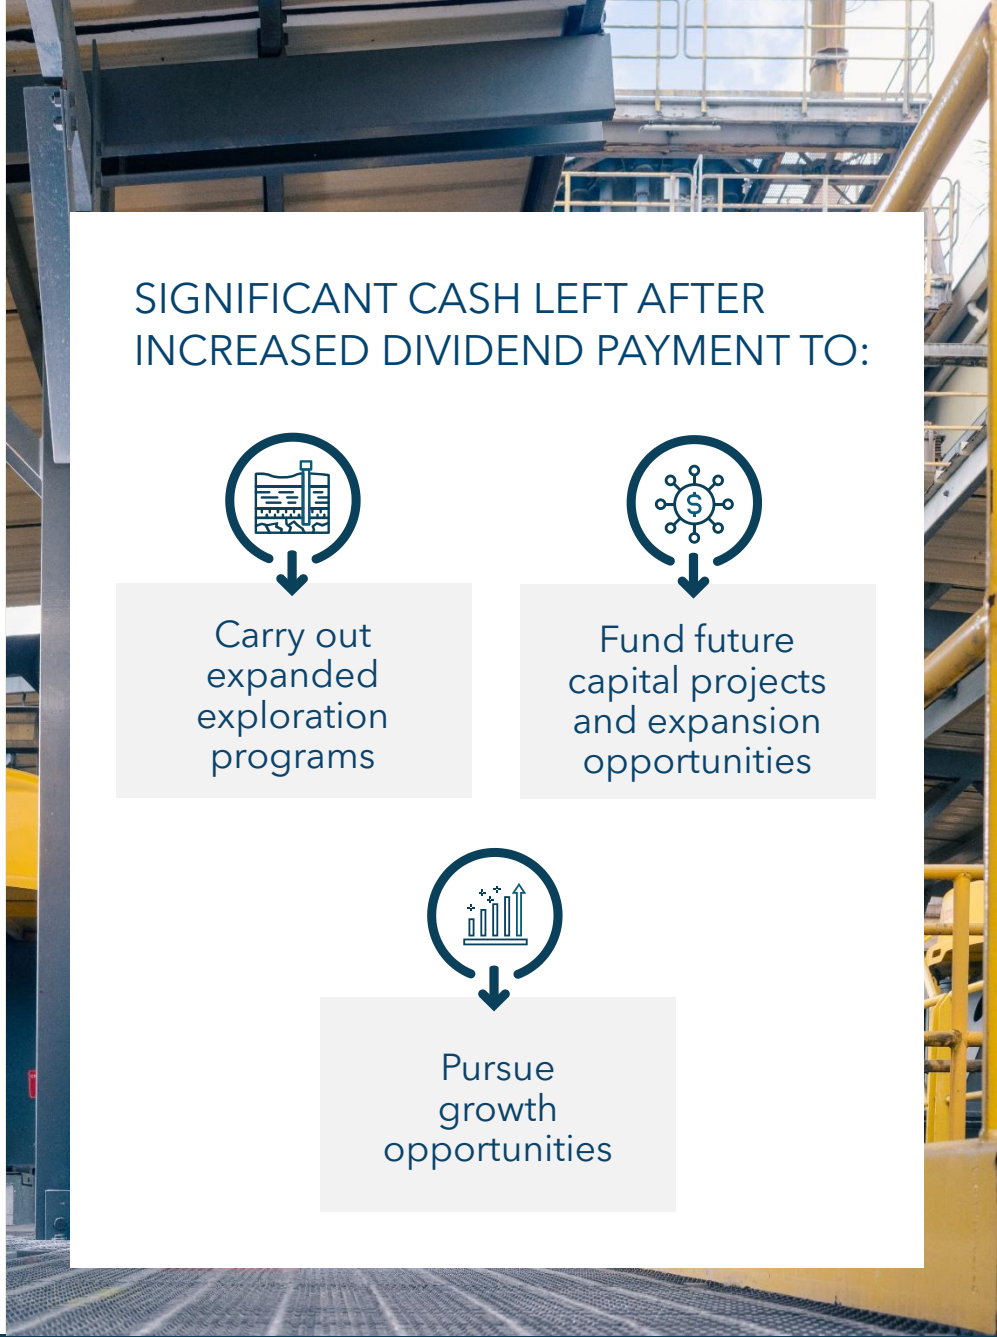 SIGNIFICANT CASH LEFT AFTER
INCREASED DIVIDEND PAYMENT TO:
Carry out
expanded
exploration
programs
$
Fund future
capital projects
and expansion
opportunities
Pursue
growth
opportunities